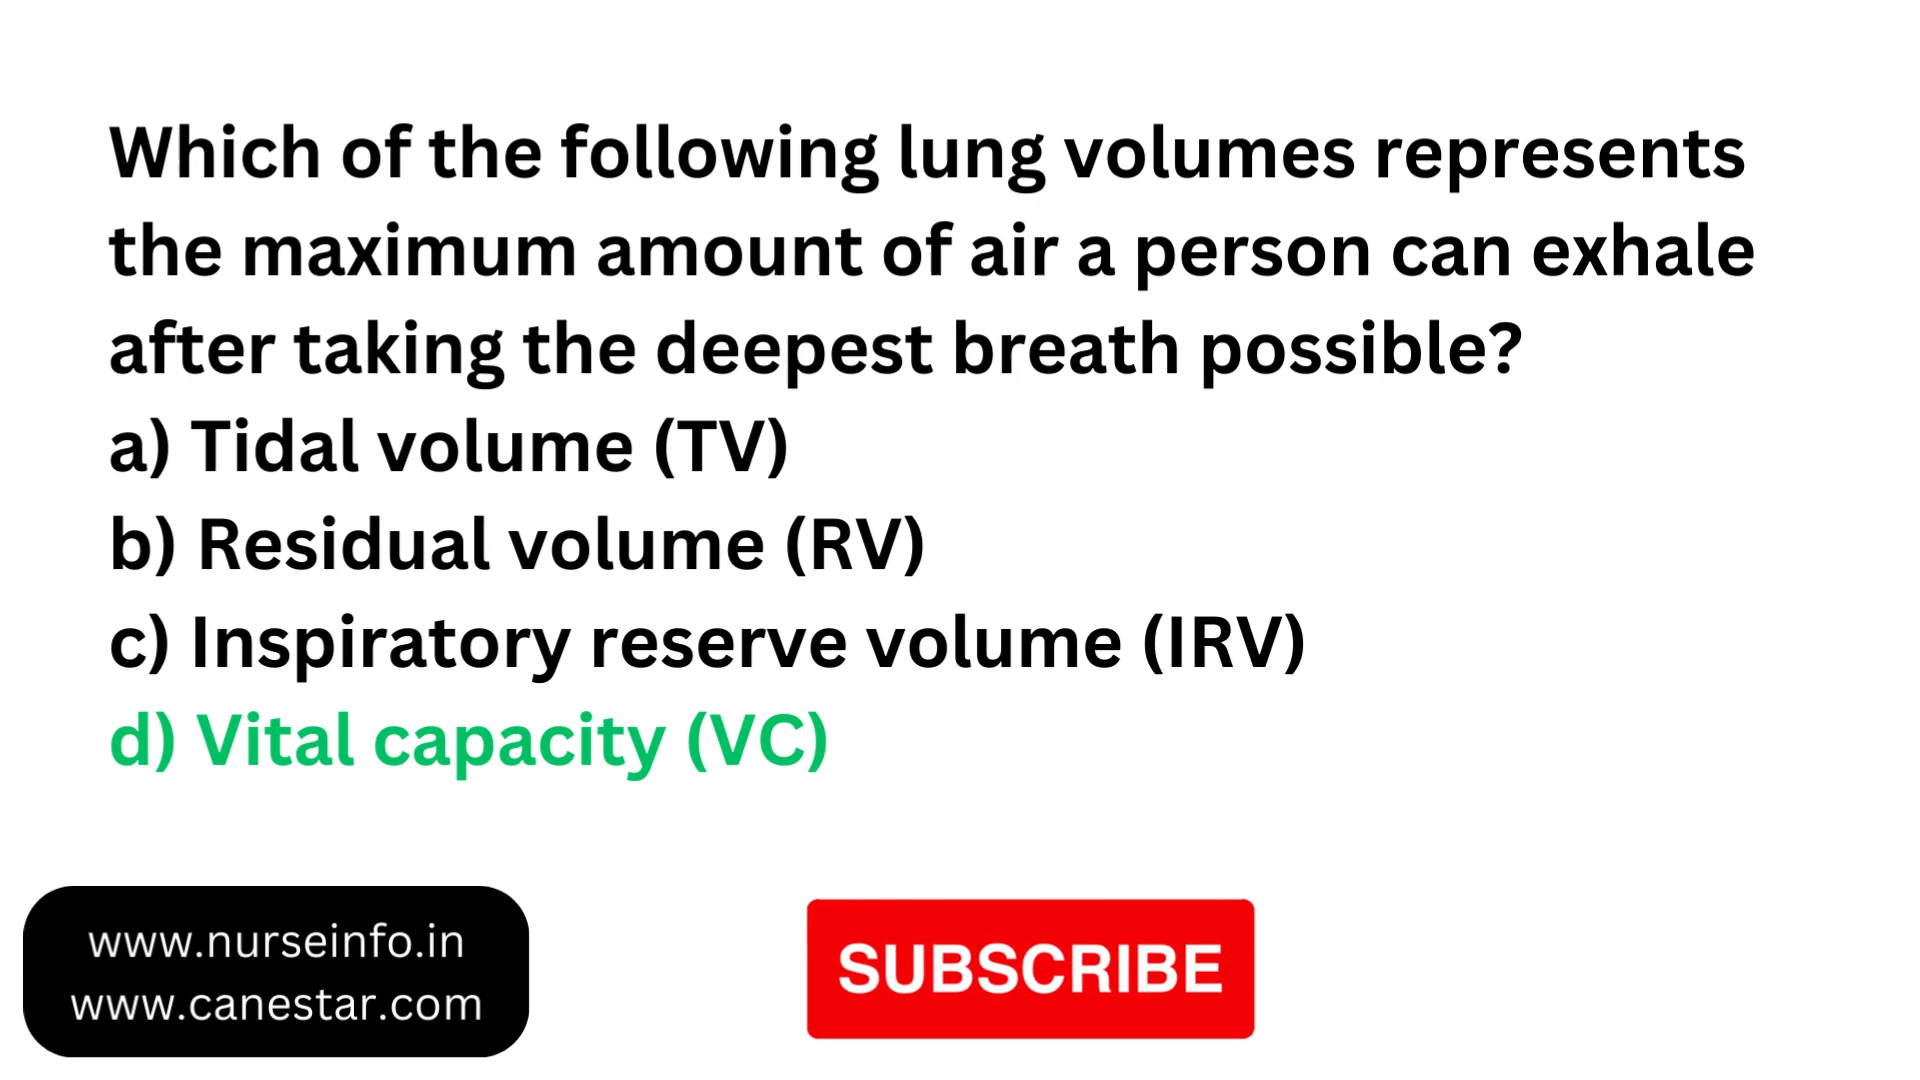 Which of the following lung volumes represents
the maximum amount of air a person can exhale
after taking the deepest breath possible?
a) Tidal volume (TV)
b) Residual volume (RV)
c) Inspiratory reserve volume (IRV)
d) Vital capacity (VC)
www.nurseinfo.in
www.canestar.com
SUBSCRIBE